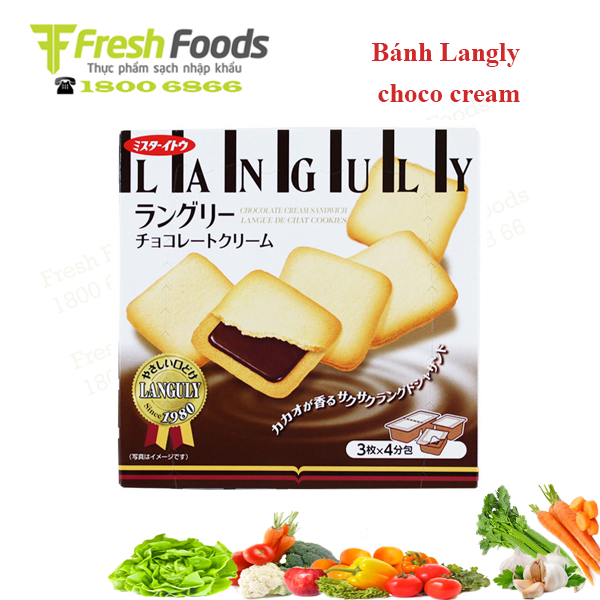 Fresh Foods
Thực phẩm sạch nhập khẩu
1800 6866
Bánh Langly
choco cream
ミスターイトウ
LANGULY
CHOCOLATE CREAM SANDWICH
LANGUE DE CHAT COOKIES
ラングリー
チョコレートクリーム
やさしい口どけ
LANGULY
Since 1980
カカオが香るサクサクラングドシャサンド
3枚×4分包
(写真はイメージです)